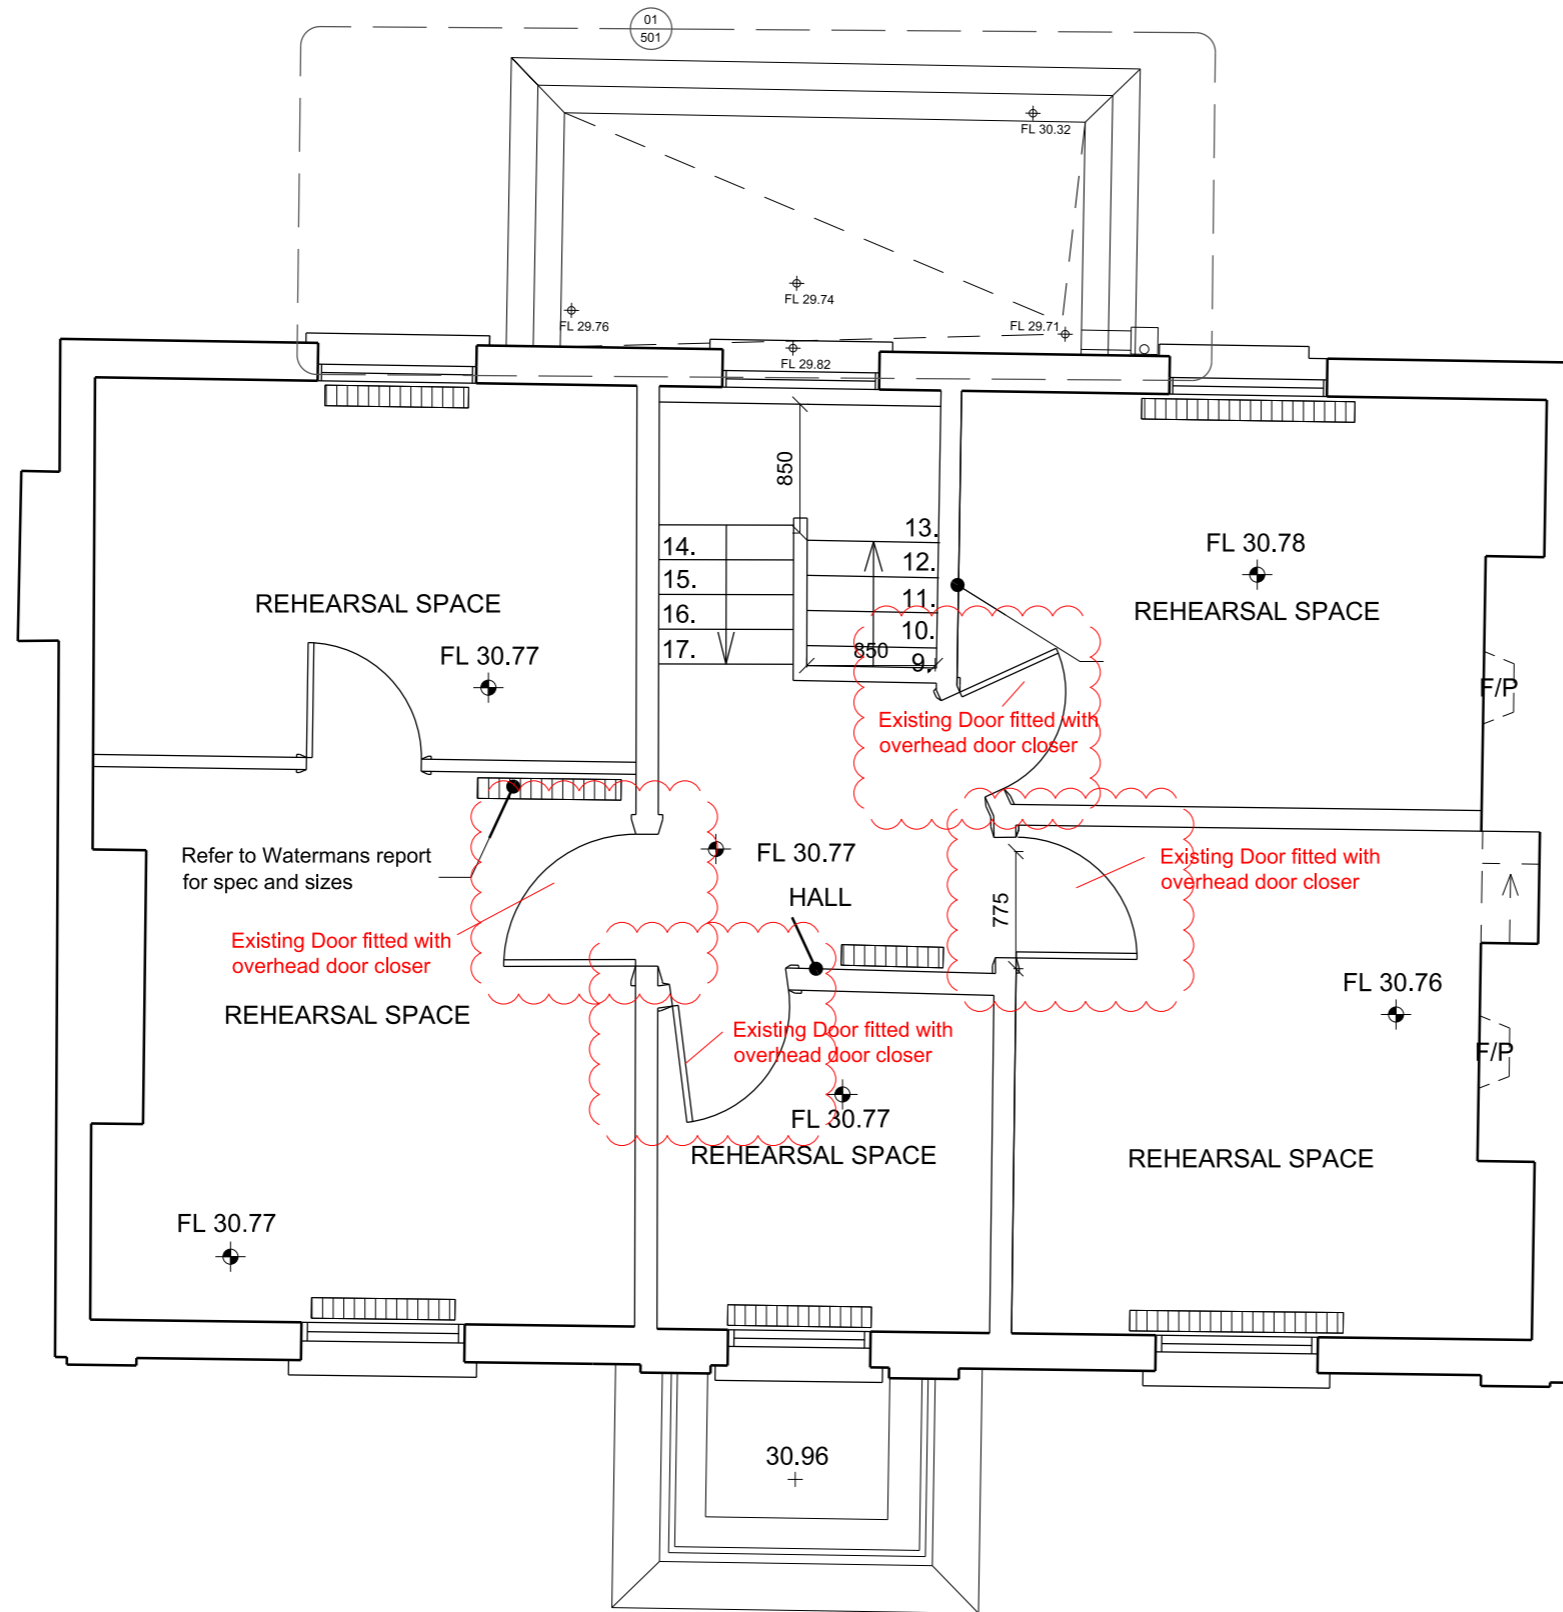 01
501
FL 30.32
FL 29.74
FL 29.76
FL 29.71
FL 29.82
850
13.
14.
12.
15.
11.
16.
10.
17.
850
9.
FL 30.78
REHEARSAL SPACE
REHEARSAL SPACE
FL 30.77
F/P
Existing Door fitted with
overhead door closer
Refer to Watermans report
for spec and sizes
FL 30.77
HALL
Existing Door fitted with
overhead door closer
775
Existing Door fitted with
overhead door closer
REHEARSAL SPACE
FL 30.76
Existing Door fitted with
overhead door closer
F/P
FL 30.77
REHEARSAL SPACE
REHEARSAL SPACE
FL 30.77
30.96